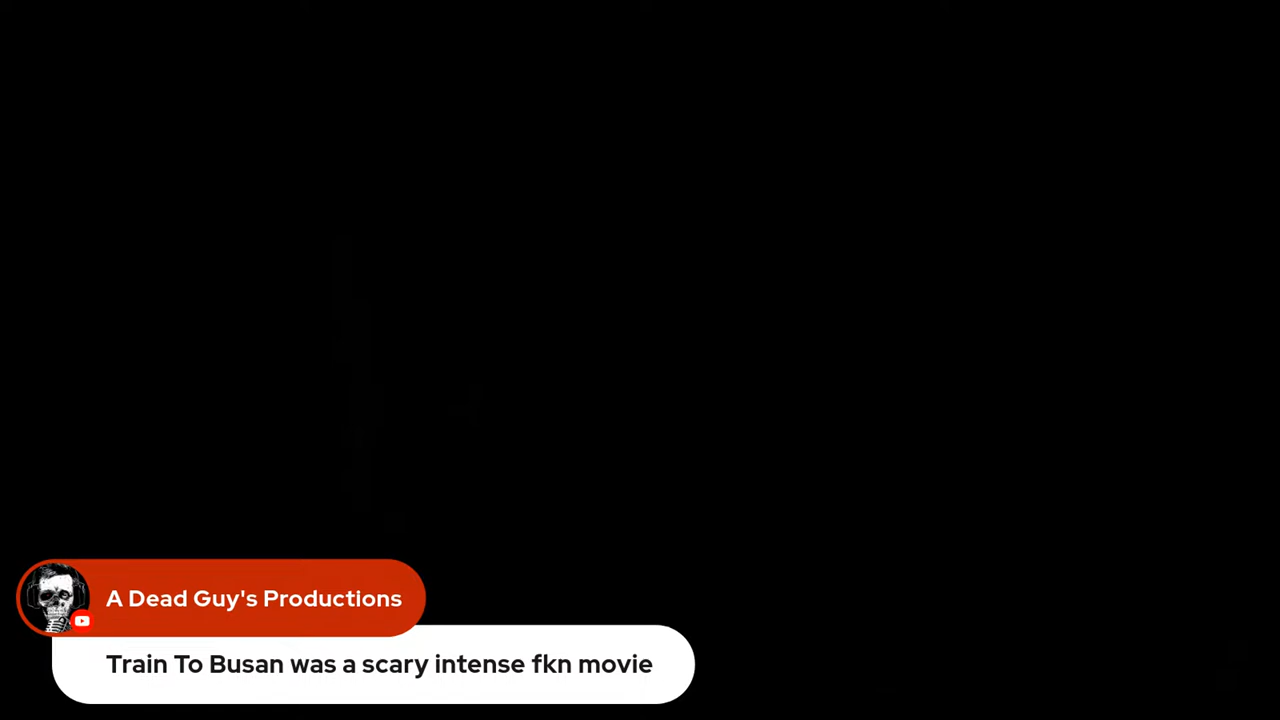 A Dead Guy's Productions
Train To Busan was a scary intense fkn movie